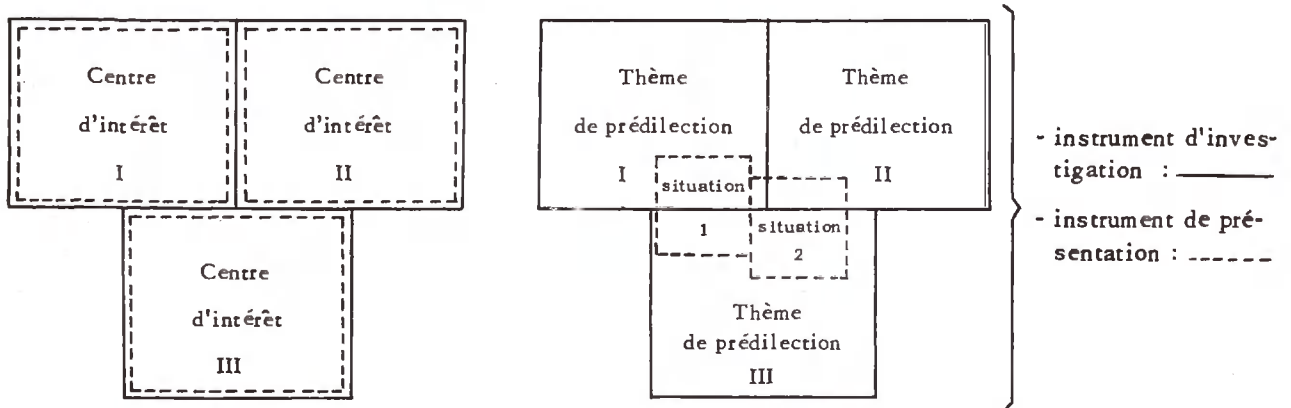 Centre
d'intérêt
I
Centre
d'intérêt
II
Centre
d'intérêt
III
Thème
de prédilection
I
Thème
de prédilection
II
situation
1
situation
2
Thème
de prédilection
III
- instrument d'inves-
tigation :
- instrument de pré-
sentation :